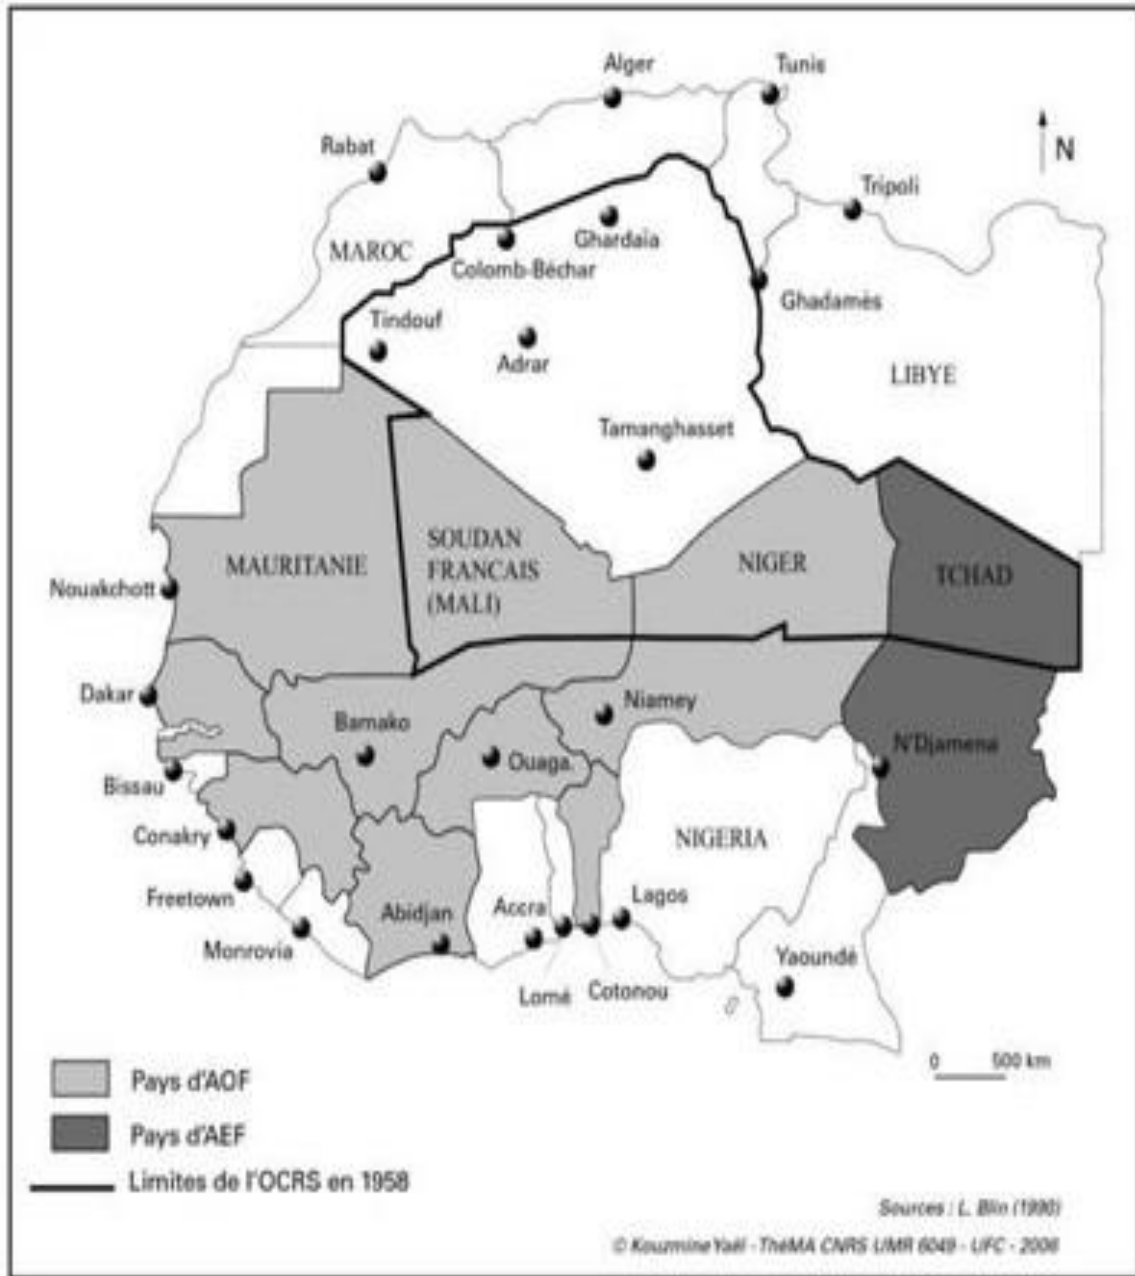 Alger
Tunis
Rabat
N
Tripoli
MAROC
Ghardaia
Colomb-Béchar
Ghadamès
Tindouf
Adrar
LIBYE
Tamanghasset
SOUDAN
FRANCAIS
(MALI)
MAURITANIE
NIGER
TCHAD
Nouakchott
Dakar
Niamey
Bamako
N'Djamena
Ouaga.
Bissau
Conakry
NIGERIA
Freetown
Abidjan
Accra
Lagos
Monrovia
Yaoundé
Lomé
Cotonou
0 500 km
Pays d'AOF
Pays d'AEF
Limites de l'OCRS en 1958
Sources : L. Blin (1990)
© Kouzmine Yaël - ThéMA CNRS UMR 6049 - UFC - 2006